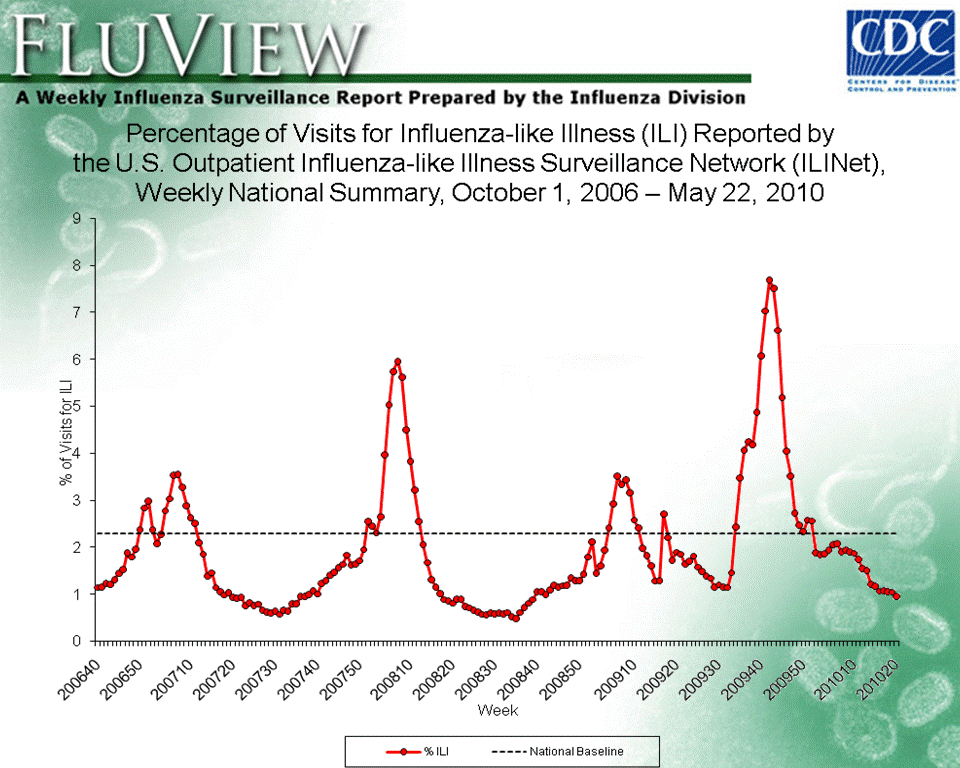 FLUVIEW
CDC
CENTERS FOR DISEASE
CONTROL AND PREVENTION
A Weekly Influenza Surveillance Report Prepared by the Influenza Division
Percentage of Visits for Influenza-like Illness (ILI) Reported by
the U.S. Outpatient Influenza-like Illness Surveillance Network (ILINet),
Weekly National Summary, October 1, 2006 – May 22, 2010
% of Visits for ILI
9
8
7
6
5
4
3
2
1
0
200640
200650
200710
200720
200730
200740
200750
200810
200820
200830
200840
200850
200910
200920
200930
200940
200950
201010
201020
Week
% ILI
National Baseline